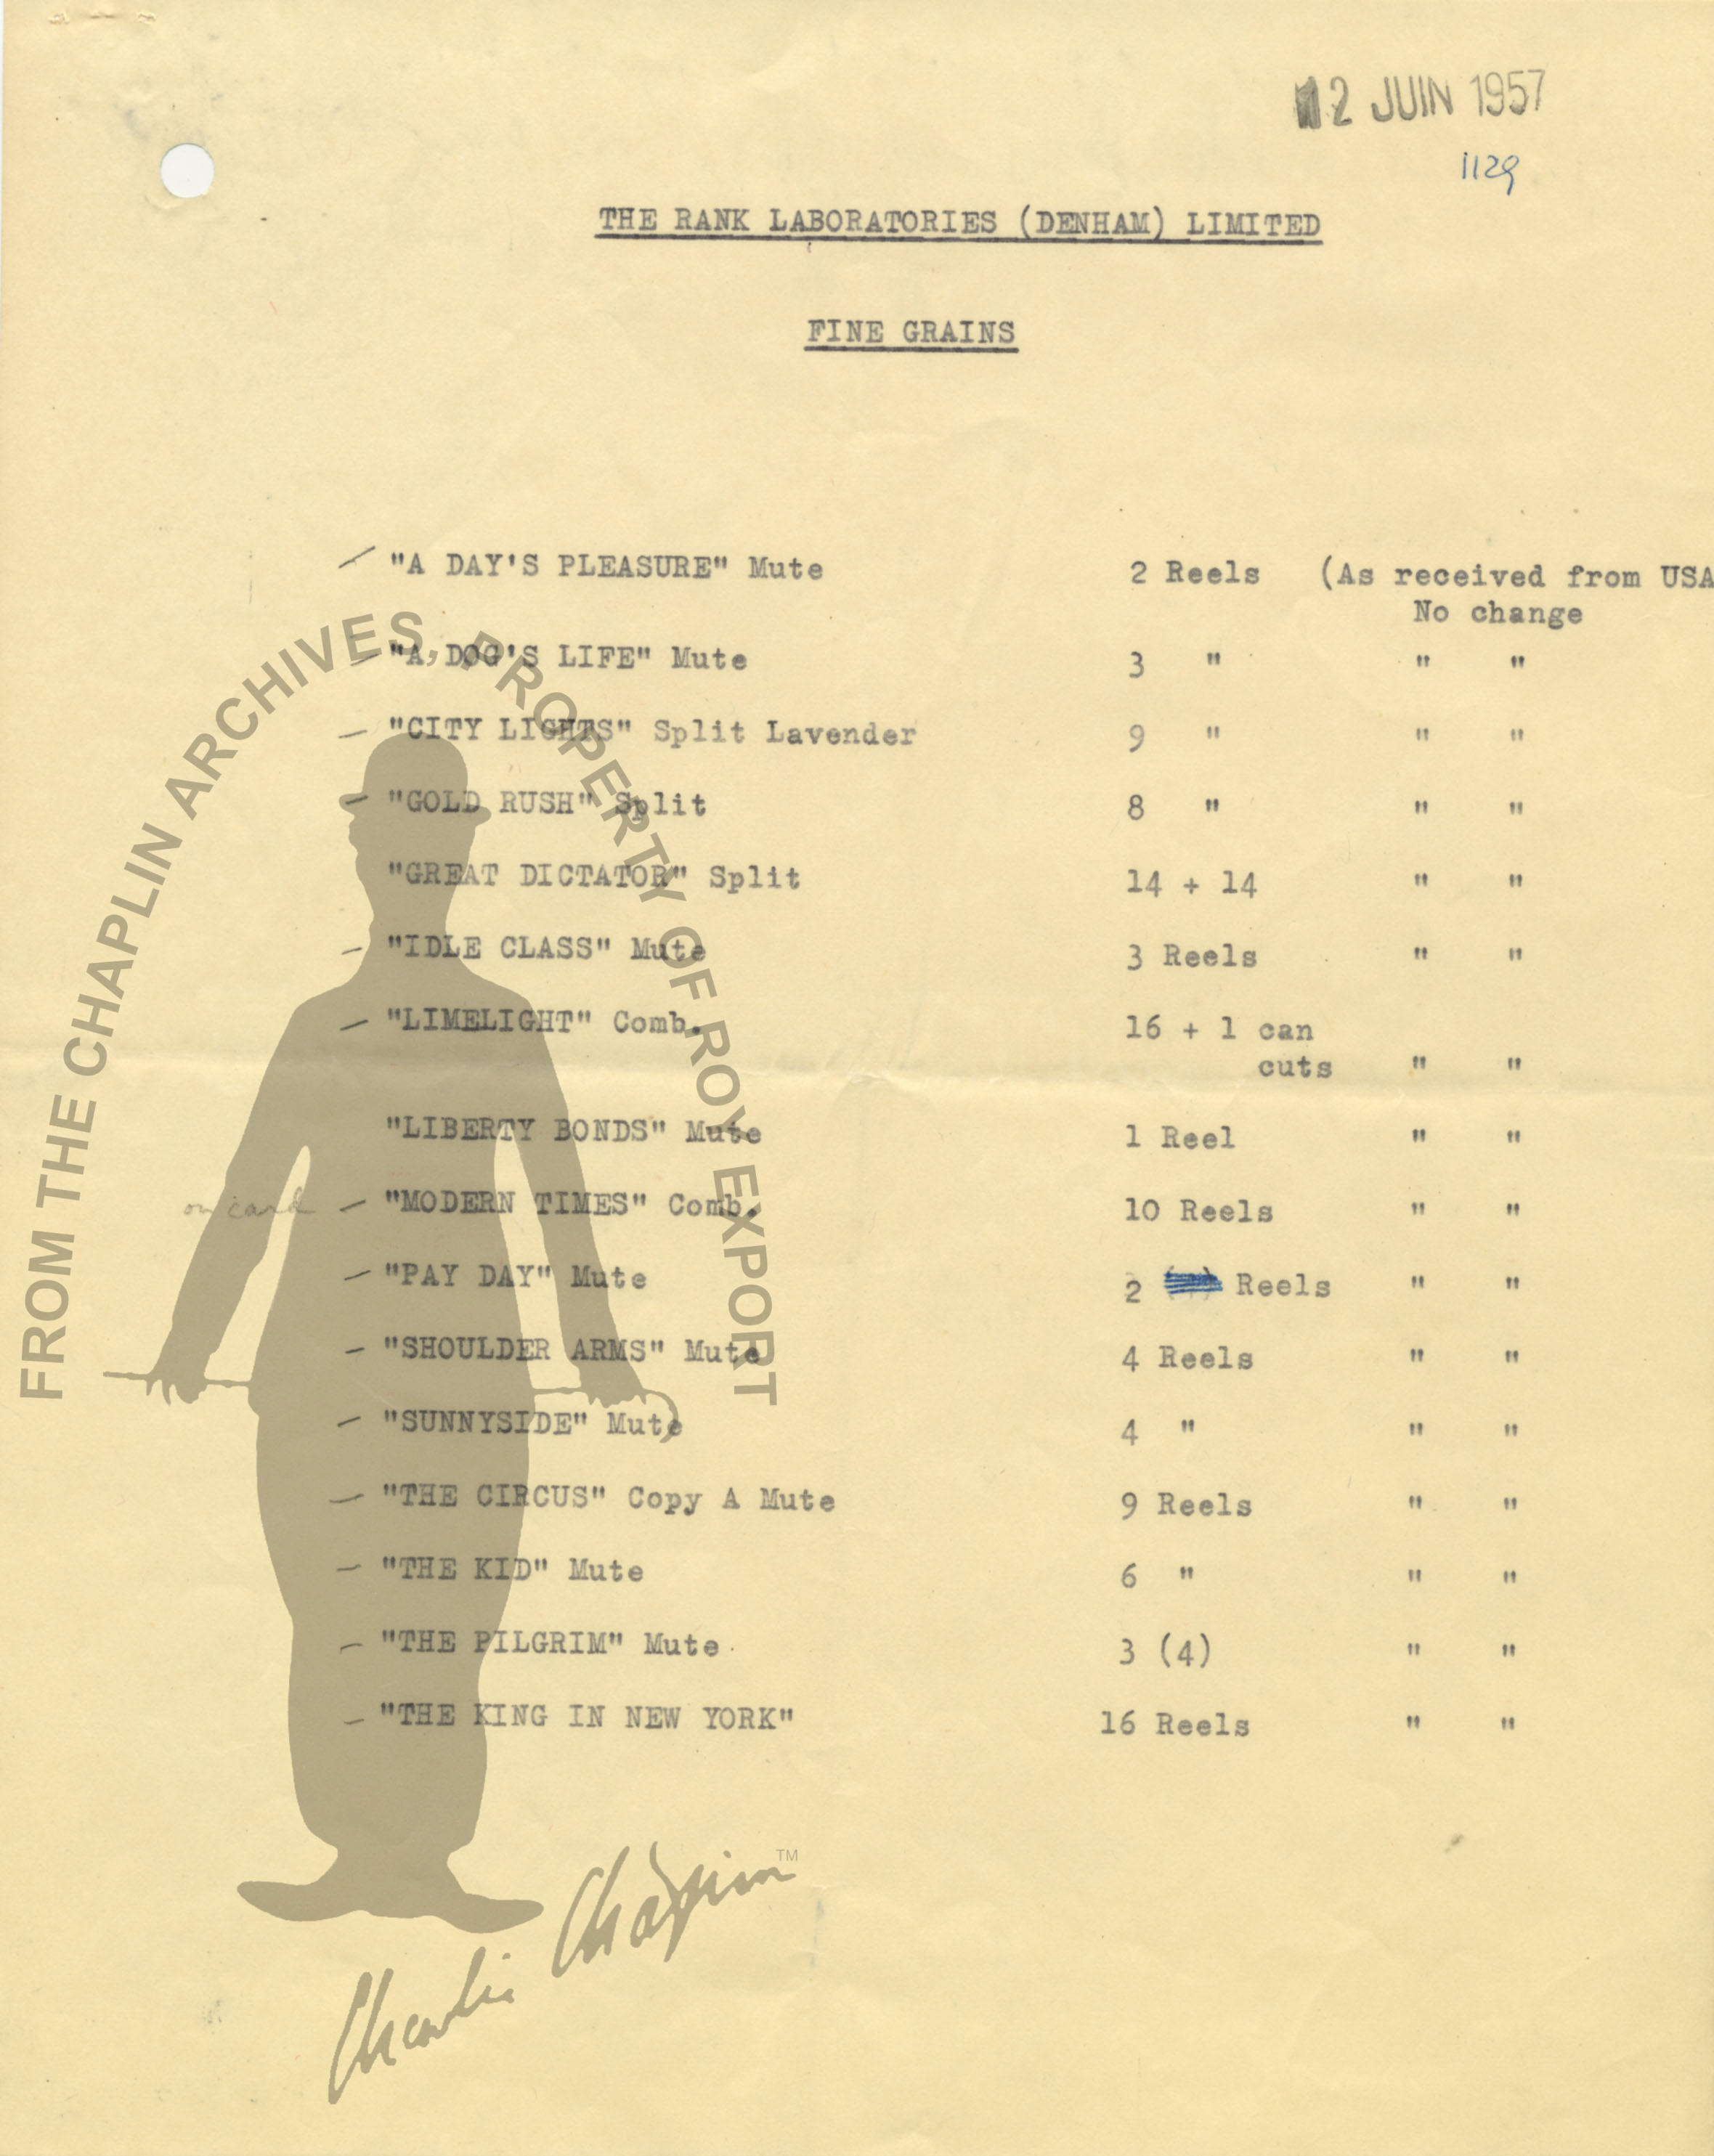 12 JUIN 1957
1129
THE RANK LABORATORIES (DENHAM) LIMITED
FINE GRAINS
"A DAY'S PLEASURE" Mute 2 Reels (As received from USA
No change
"A DOG'S LIFE" Mute 3 " " "
"CITY LIGHTS" Split Lavender 9 " " "
"GOLD RUSH" Split 8 " " "
"GREAT DICTATOR" Split 14 + 14 " "
"IDLE CLASS" Mute 3 Reels " "
"LIMELIGHT" Comb. 16 + 1 can
cuts " "
"LIBERTY BONDS" Mute 1 Reel " "
on card "MODERN TIMES" Comb. 10 Reels " "
"PAY DAY" Mute 2 Reels " "
"SHOULDER ARMS" Mute 4 Reels " "
"SUNNYSIDE" Mute 4 " " "
"THE CIRCUS" Copy A Mute 9 Reels " "
"THE KID" Mute 6 " " "
"THE PILGRIM" Mute 3 (4) " "
"THE KING IN NEW YORK" 16 Reels " "
FROM THE CHAPLIN ARCHIVES, PROPERTY OF ROY EXPORT
Charlie Chaplin TM